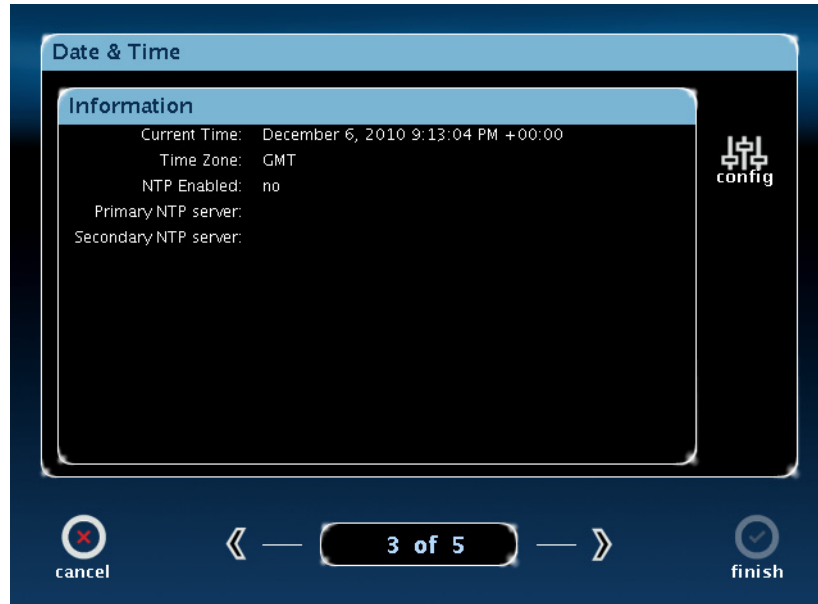 Date & Time
Information
Current Time: December 6, 2010 9:13:04 PM +00:00
Time Zone: GMT
NTP Enabled: no
Primary NTP server:
Secondary NTP server:
config
3 of 5
cancel
finish